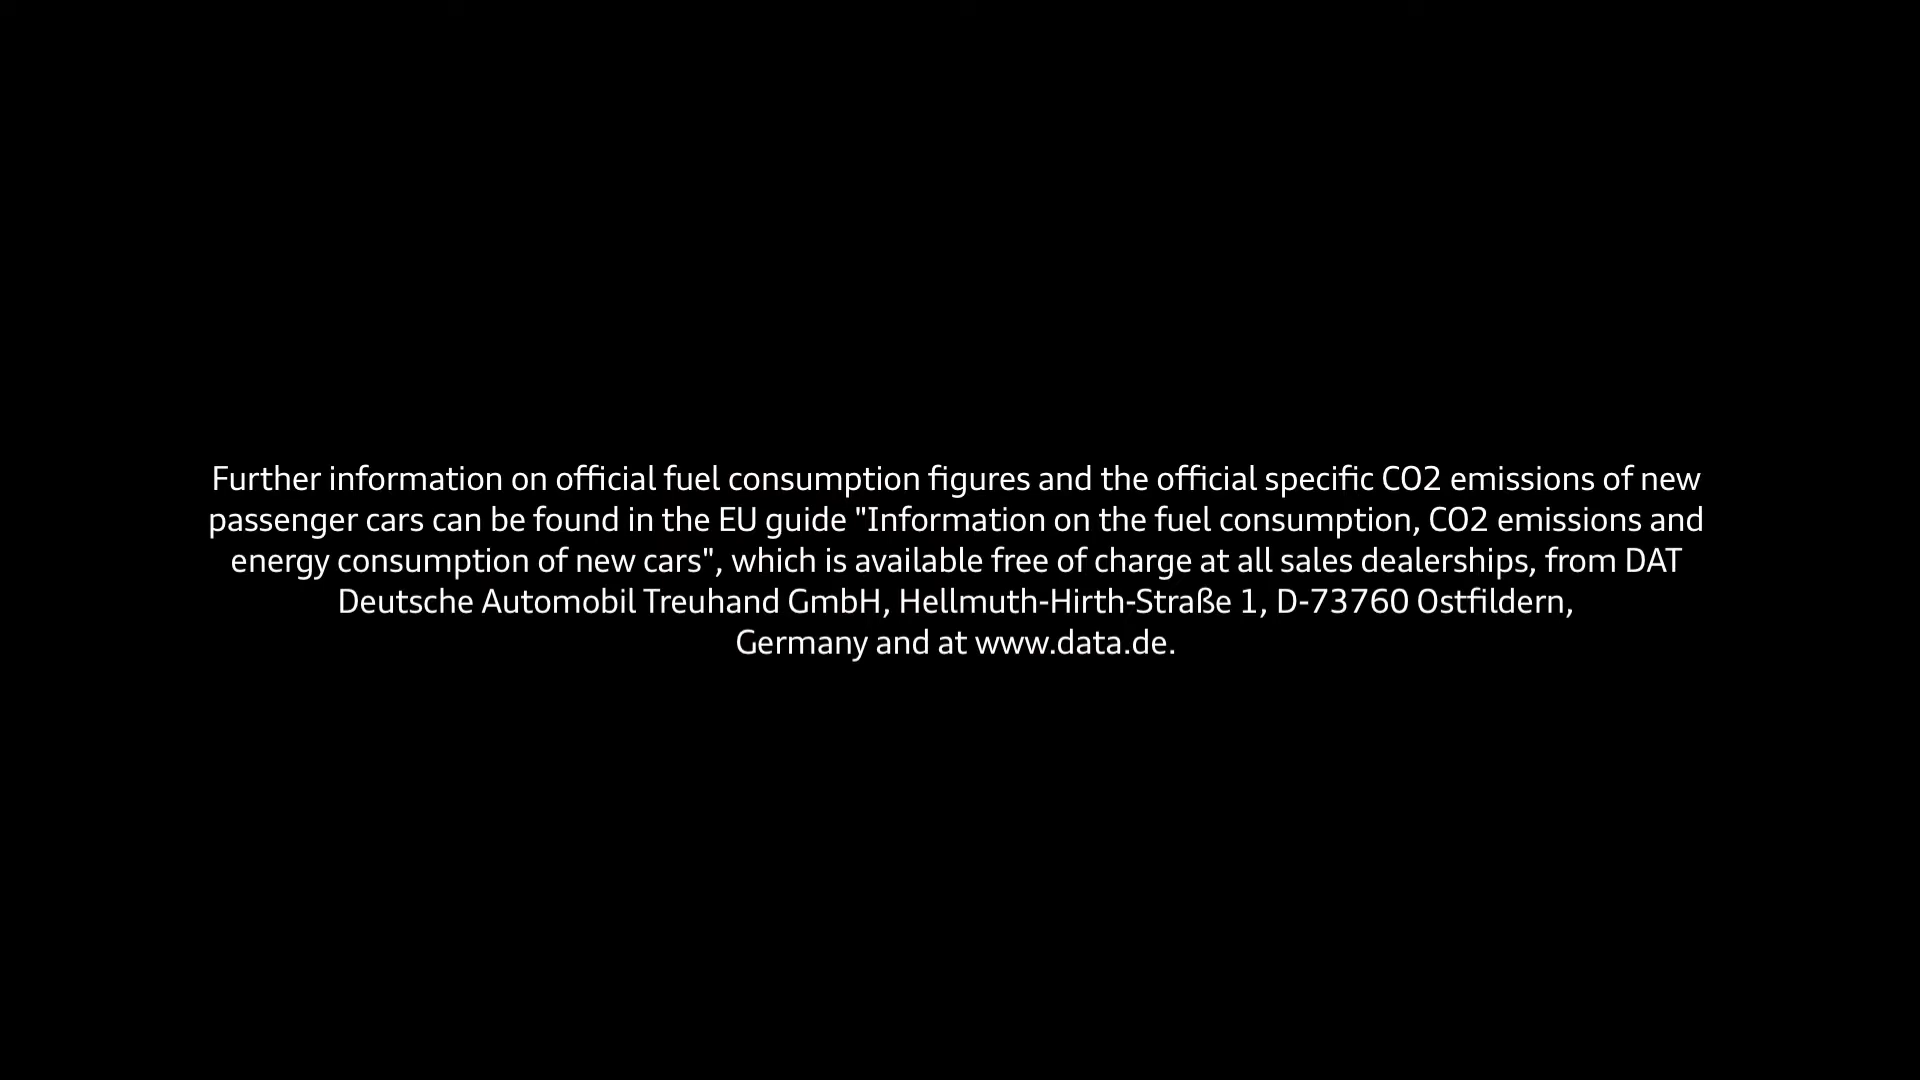 Further information on official fuel consumption figures and the official specific CO2 emissions of new
passenger cars can be found in the EU guide "Information on the fuel consumption, CO2 emissions and
energy consumption of new cars", which is available free of charge at all sales dealerships, from DAT
Deutsche Automobil Treuhand GmbH, Hellmuth-Hirth-Straße 1, D-73760 Ostfildern,
Germany and at www.data.de.